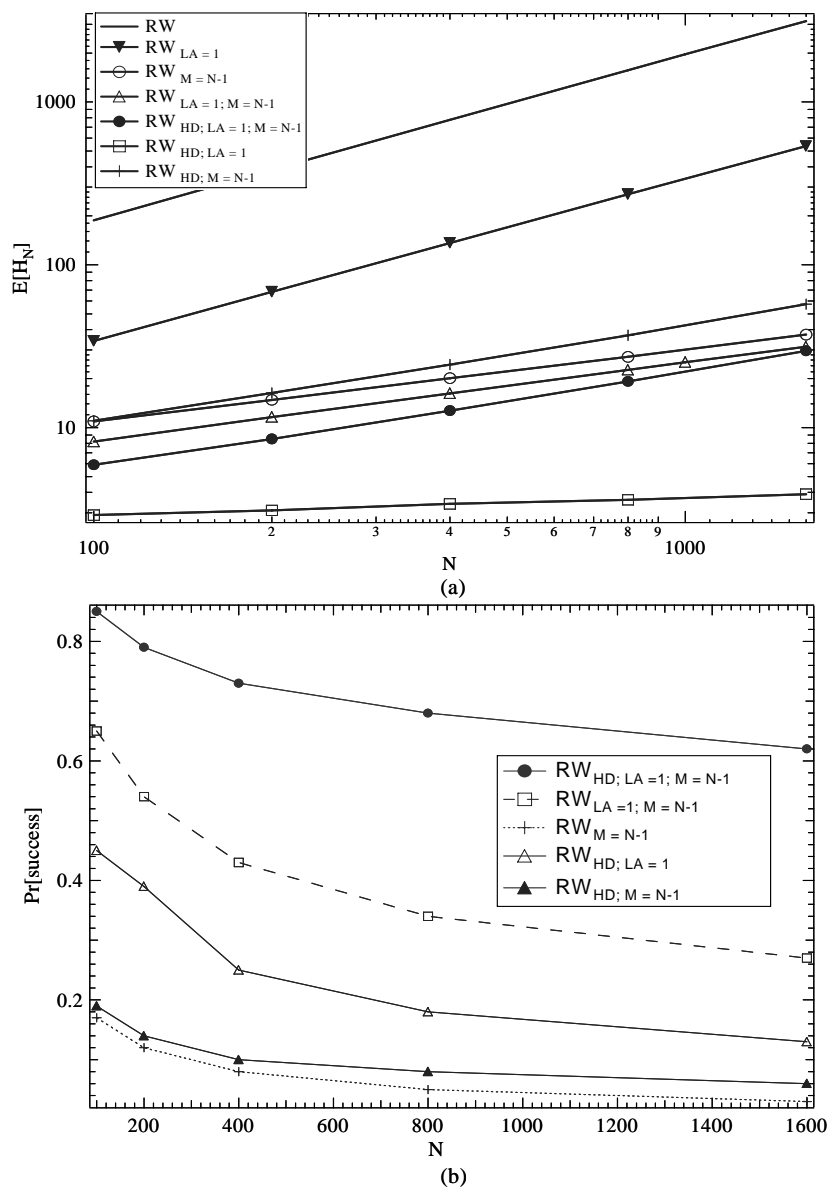 RW
RW LA = 1
RW M = N-1
RW LA = 1; M = N-1
RW HD; LA = 1; M = N-1
RW HD; LA = 1
RW HD; M = N-1
1000
100
10
E[H_N]
100 2 3 4 5 6 7 8 9 1000
N
(a)
0.8
0.6
0.4
0.2
Pr[success]
RW HD; LA =1; M = N-1
RW LA =1; M = N-1
RW M = N-1
RW HD; LA = 1
RW HD; M = N-1
200 400 600 800 1000 1200 1400 1600
N
(b)